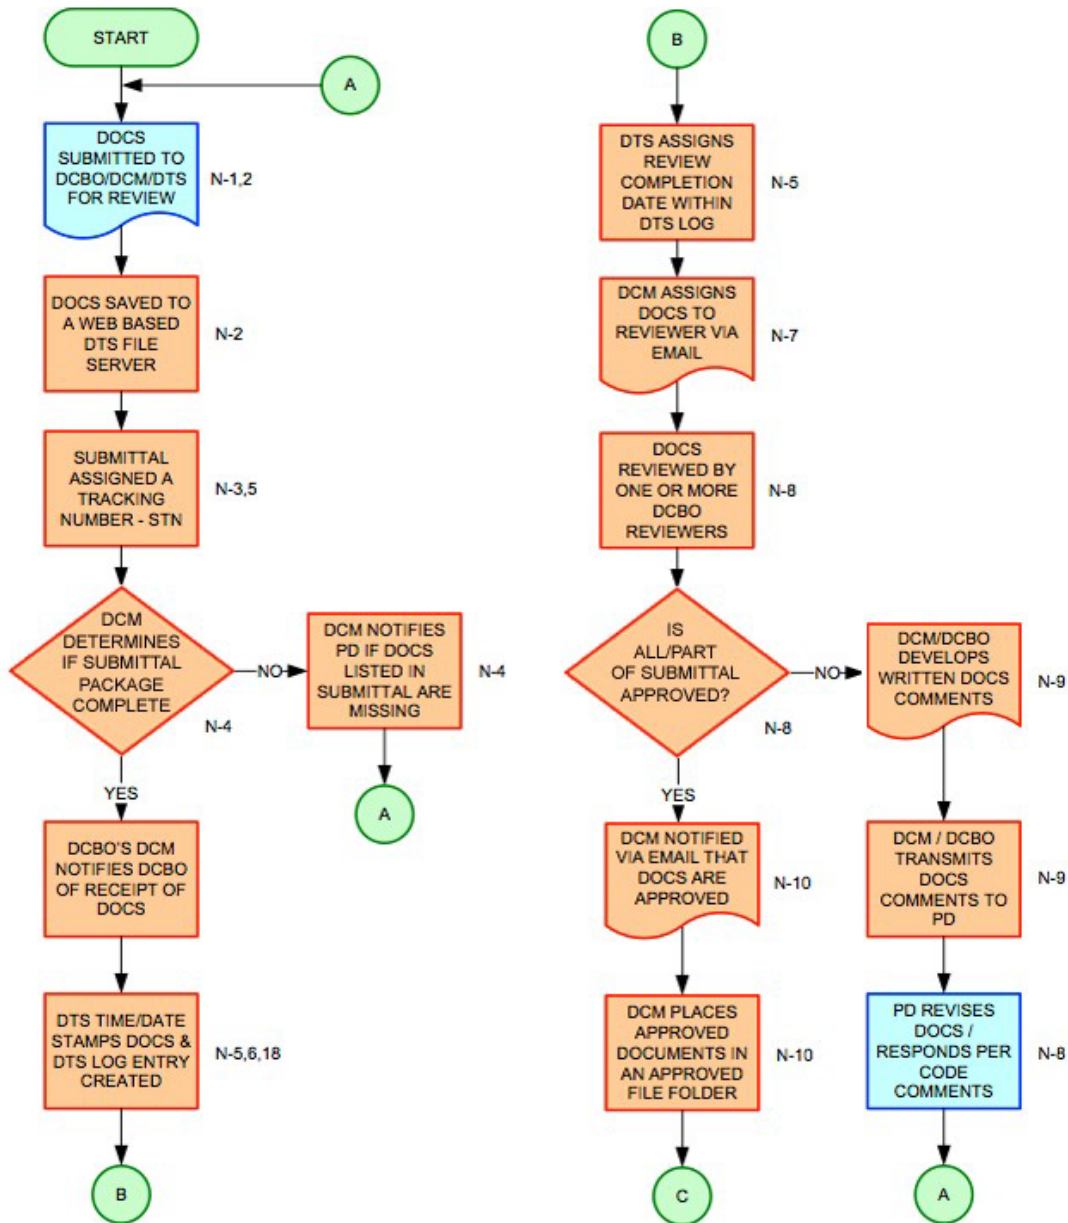 START
A
DOCS
SUBMITTED TO
DCBO/DCM/DTS
FOR REVIEW
N-1,2
DOCS SAVED TO
A WEB BASED
DTS FILE
SERVER
N-2
SUBMITTAL
ASSIGNED A
TRACKING
NUMBER - STN
N-3,5
DCM
DETERMINES
IF SUBMITTAL
PACKAGE
COMPLETE
N-4
NO
DCM NOTIFIES
PD IF DOCS
LISTED IN
SUBMITTAL ARE
MISSING
N-4
A
YES
DCBO'S DCM
NOTIFIES DCBO
OF RECEIPT OF
DOCS
DTS TIME/DATE
STAMPS DOCS &
DTS LOG ENTRY
CREATED
N-5,6,18
B
B
DTS ASSIGNS
REVIEW
COMPLETION
DATE WITHIN
DTS LOG
N-5
DCM ASSIGNS
DOCS TO
REVIEWER VIA
EMAIL
N-7
DOCS
REVIEWED BY
ONE OR MORE
DCBO
REVIEWERS
N-8
IS
ALL/PART
OF SUBMITTAL
APPROVED?
N-8
NO
DCM/DCBO
DEVELOPS
WRITTEN DOCS
COMMENTS
N-9
YES
DCM NOTIFIED
VIA EMAIL THAT
DOCS ARE
APPROVED
N-10
DCM / DCBO
TRANSMITS
DOCS
COMMENTS TO
PD
N-9
DCM PLACES
APPROVED
DOCUMENTS IN
AN APPROVED
FILE FOLDER
N-10
PD REVISES
DOCS /
RESPONDS PER
CODE
COMMENTS
N-8
C
A